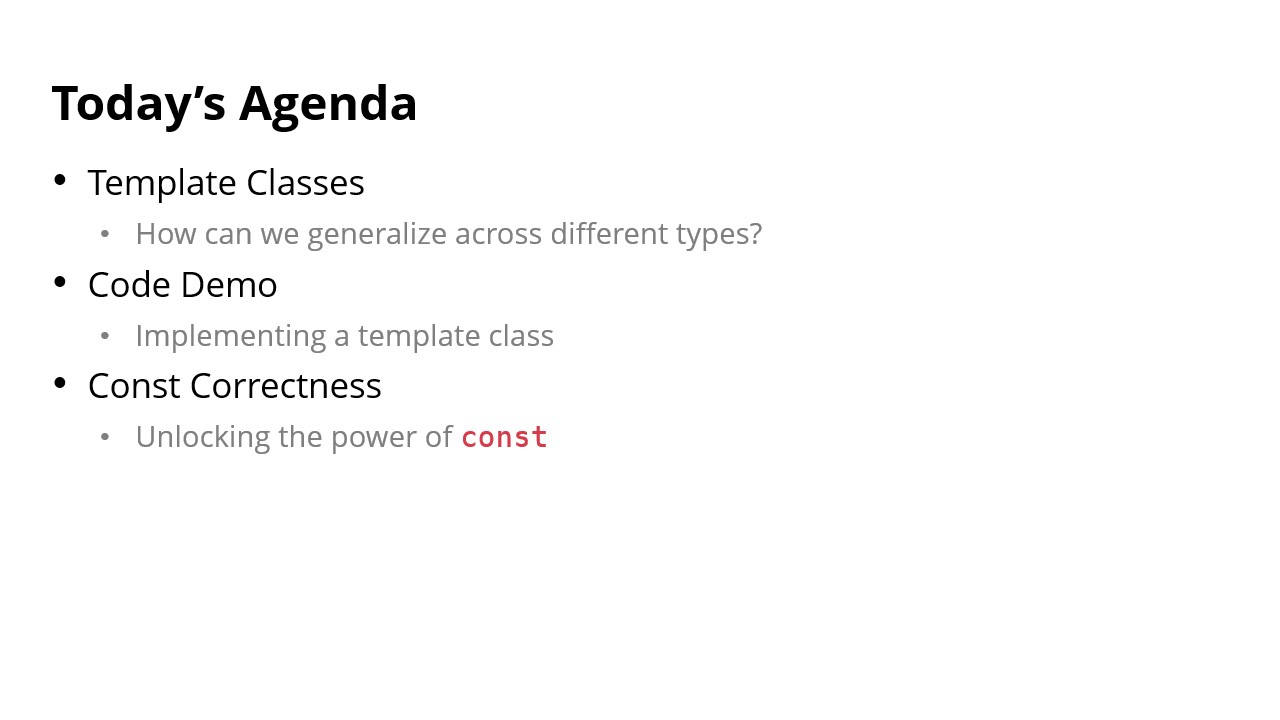 Today’s Agenda
• Template Classes
• How can we generalize across different types?
• Code Demo
• Implementing a template class
• Const Correctness
• Unlocking the power of const